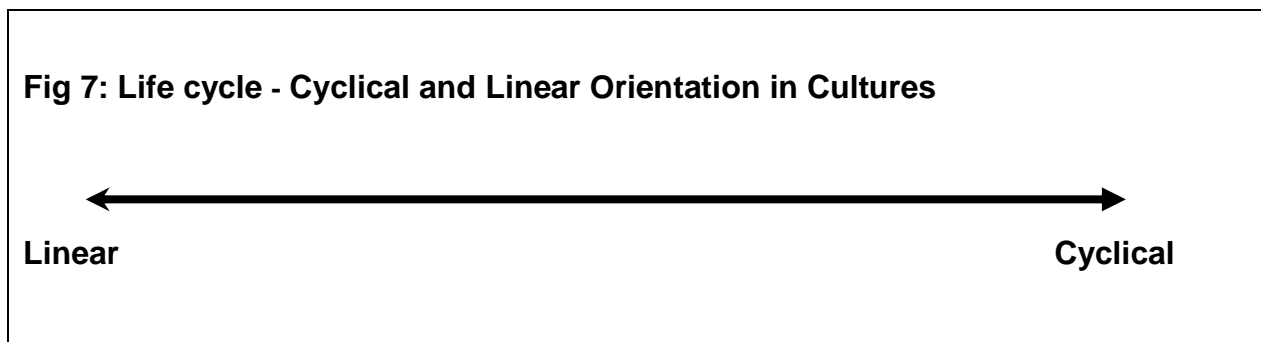 Fig 7: Life cycle - Cyclical and Linear Orientation in Cultures
Linear
Cyclical